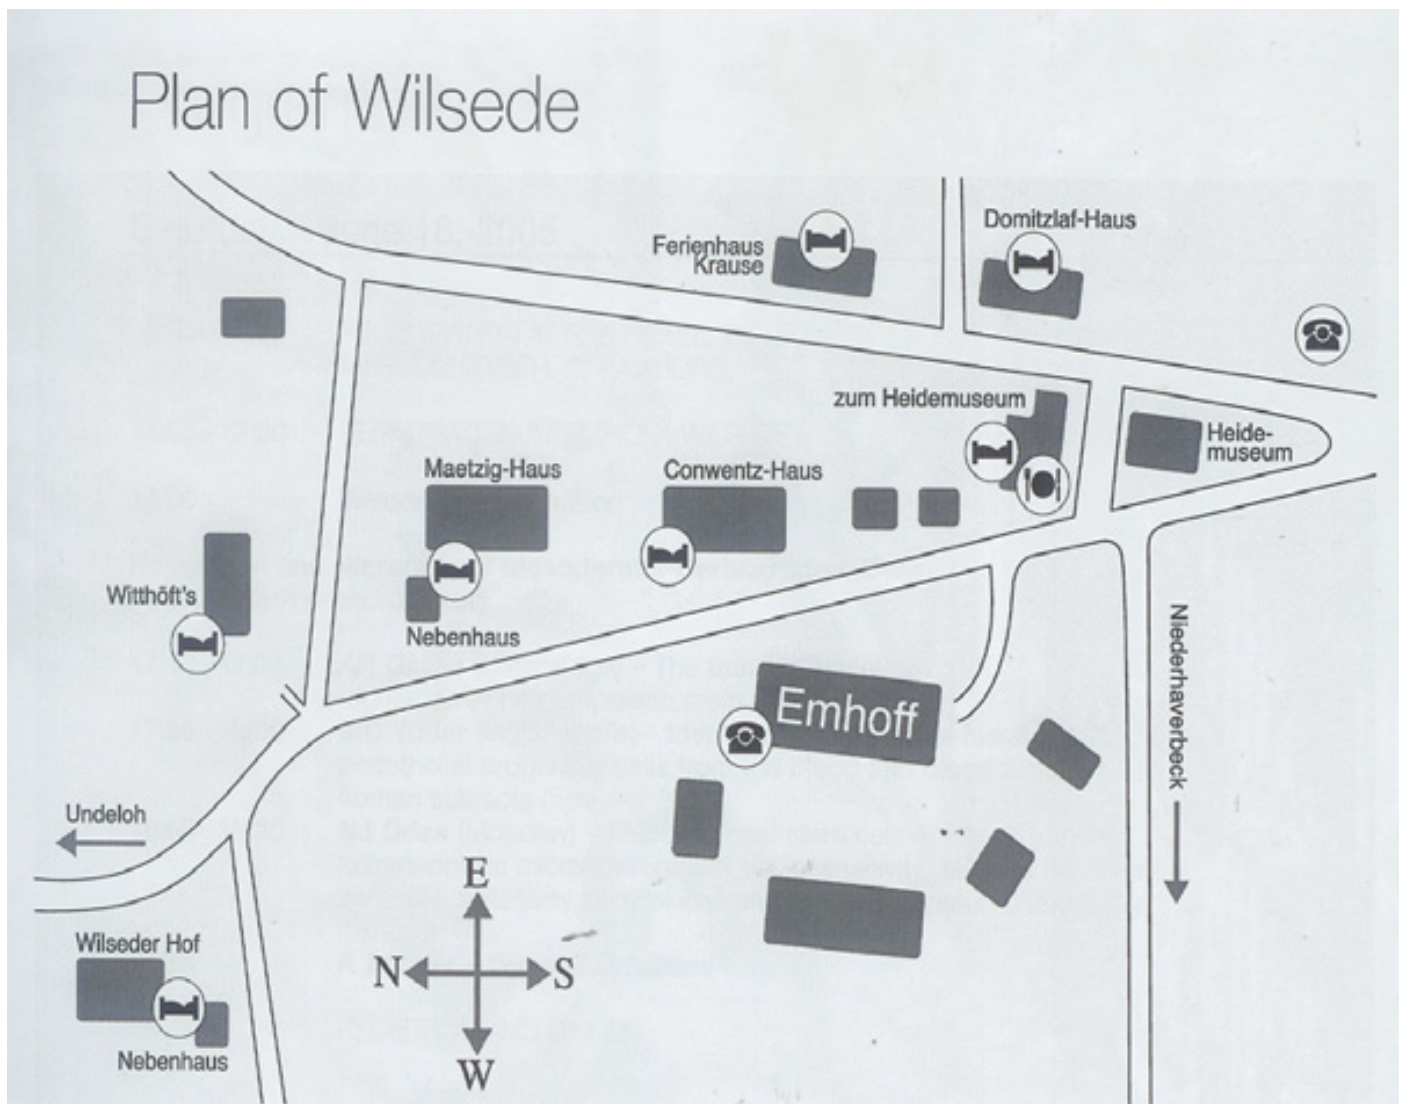 Plan of Wilsede
Domitzlaf-Haus
Ferienhaus
Krause
zum Heidemuseum
Heide-
museum
Maetzig-Haus
Conwentz-Haus
Witthöft's
Nebenhaus
Niederhaverbeck
Emhoff
Undeloh
E
N
S
W
Wilseder Hof
Nebenhaus